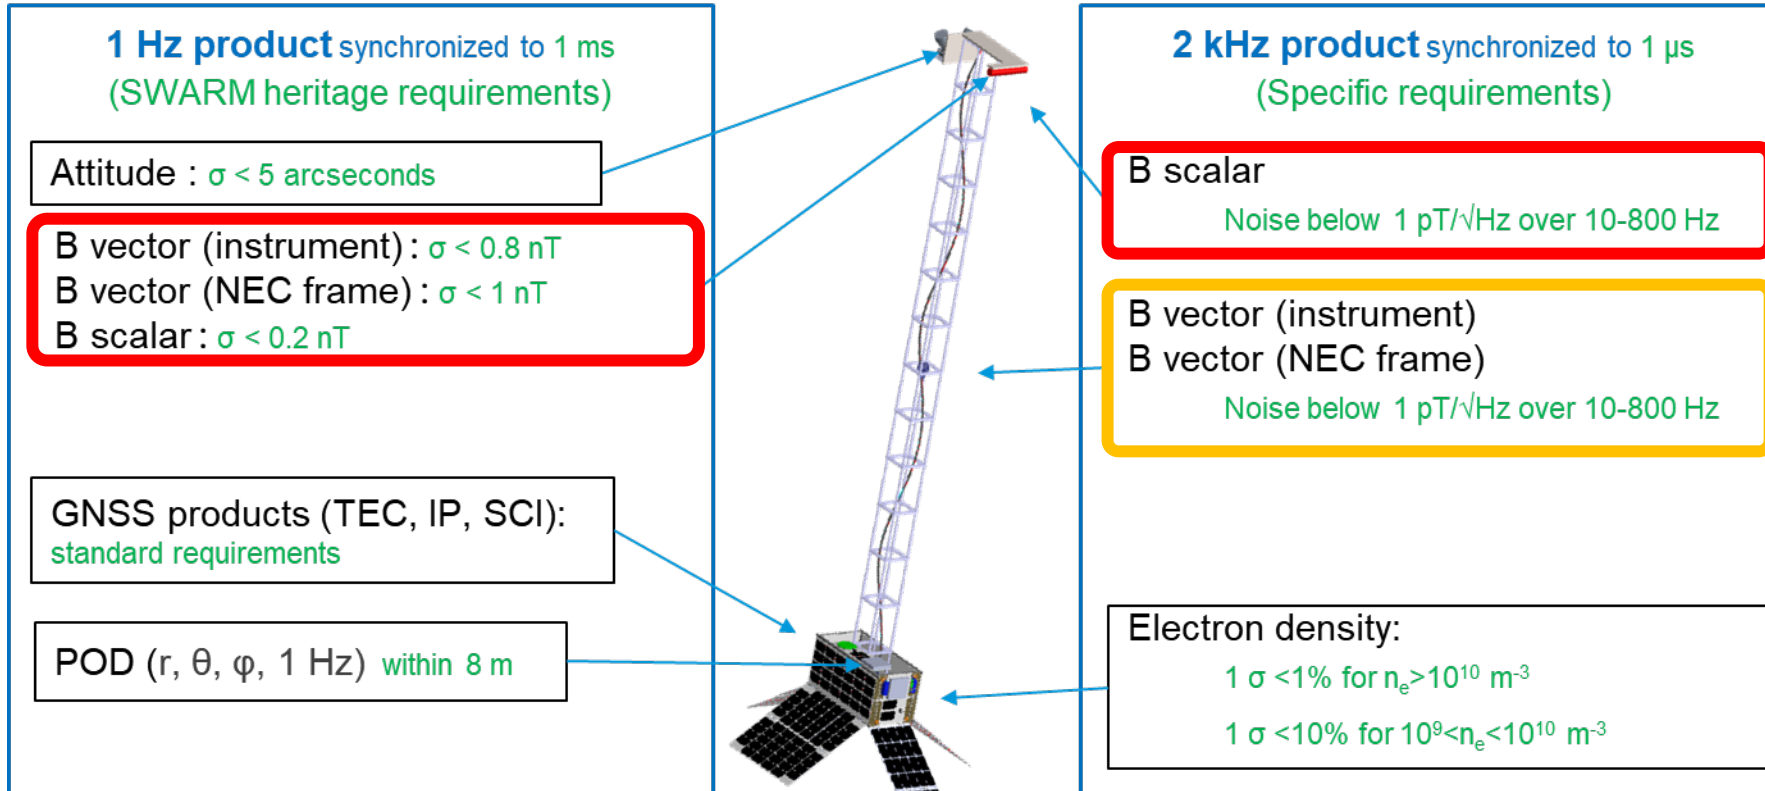 1 Hz product synchronized to 1 ms
(SWARM heritage requirements)
Attitude : σ < 5 arcseconds
B vector (instrument) : σ < 0.8 nT
B vector (NEC frame) : σ < 1 nT
B scalar : σ < 0.2 nT
GNSS products (TEC, IP, SCI):
standard requirements
POD (r, θ, φ, 1 Hz) within 8 m
2 kHz product synchronized to 1 µs
(Specific requirements)
B scalar
Noise below 1 pT/√Hz over 10-800 Hz
B vector (instrument)
B vector (NEC frame)
Noise below 1 pT/√Hz over 10-800 Hz
Electron density:
1 σ <1% for nₑ>10¹⁰ m⁻³
1 σ <10% for 10⁹<nₑ<10¹⁰ m⁻³